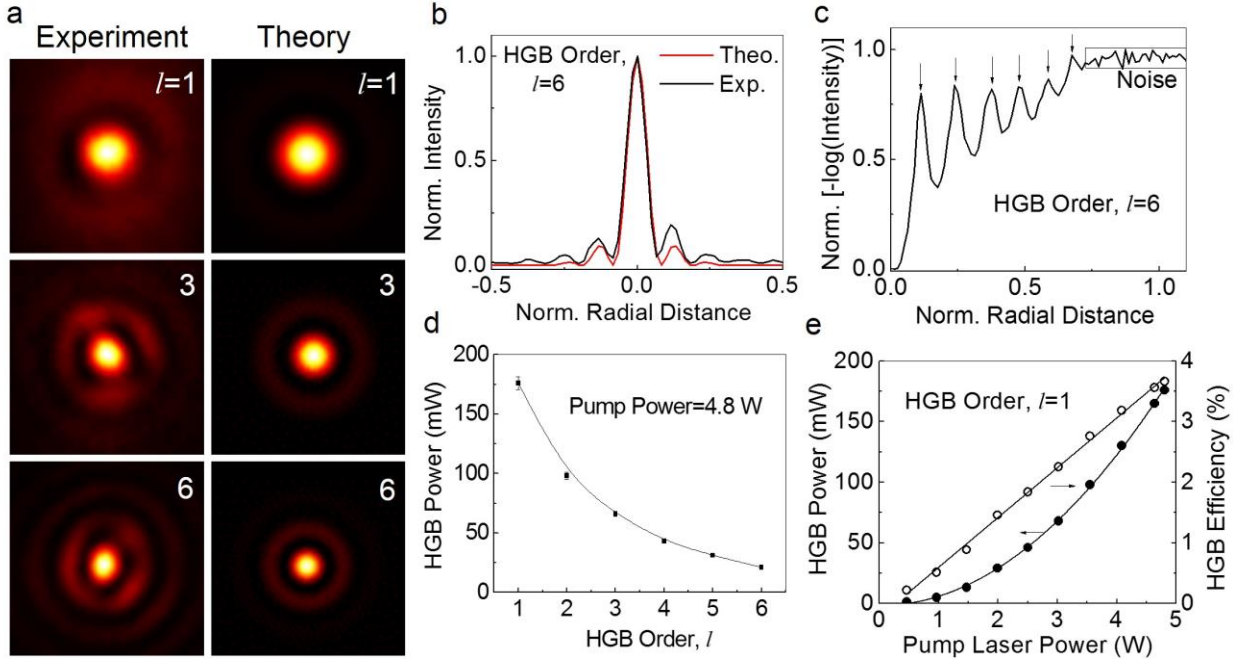 a
Experiment Theory
l=1 l=1
3 3
6 6
b
HGB Order,
l=6
Theo.
Exp.
Norm. Intensity
1.0
0.5
0.0
-0.5 0.0 0.5
Norm. Radial Distance
c
Norm. [-log(Intensity)]
1.0
0.5
0.0
Noise
HGB Order, l=6
0.0 0.5 1.0
Norm. Radial Distance
d
HGB Power (mW)
200
175
150
125
100
75
50
25
0
Pump Power=4.8 W
1 2 3 4 5 6
HGB Order, l
e
HGB Power (mW)
200
150
100
50
0
HGB Order, l=1
4
3
2
1
0
HGB Efficiency (%)
0 1 2 3 4 5
Pump Laser Power (W)